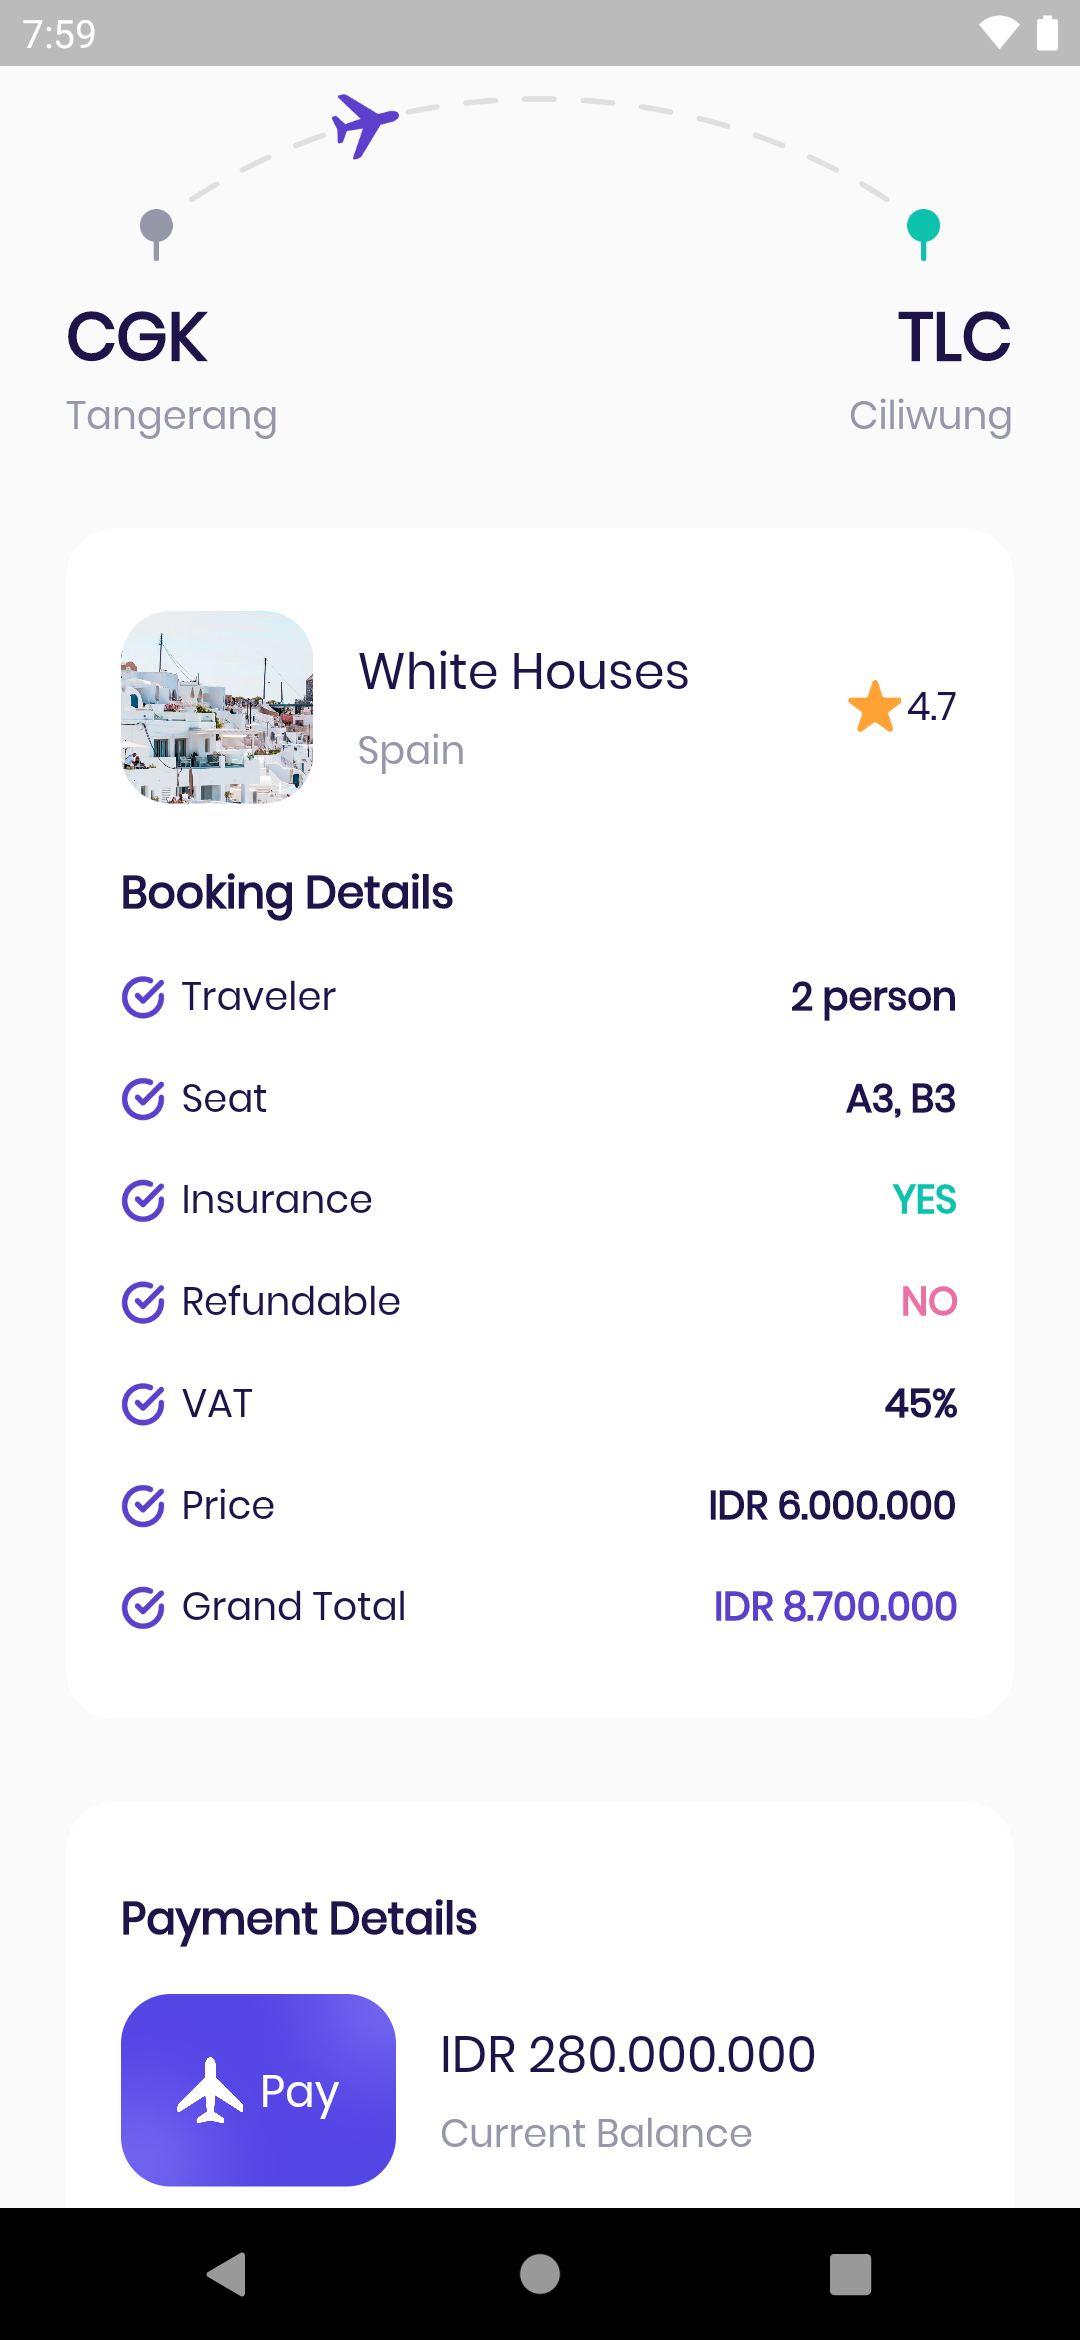 7:59
CGK
TLC
Tangerang
Ciliwung
White Houses
Spain
4.7
Booking Details
Traveler
2 person
Seat
A3, B3
Insurance
YES
Refundable
NO
VAT
45%
Price
IDR 6.000.000
Grand Total
IDR 8.700.000
Payment Details
Pay
IDR 280.000.000
Current Balance